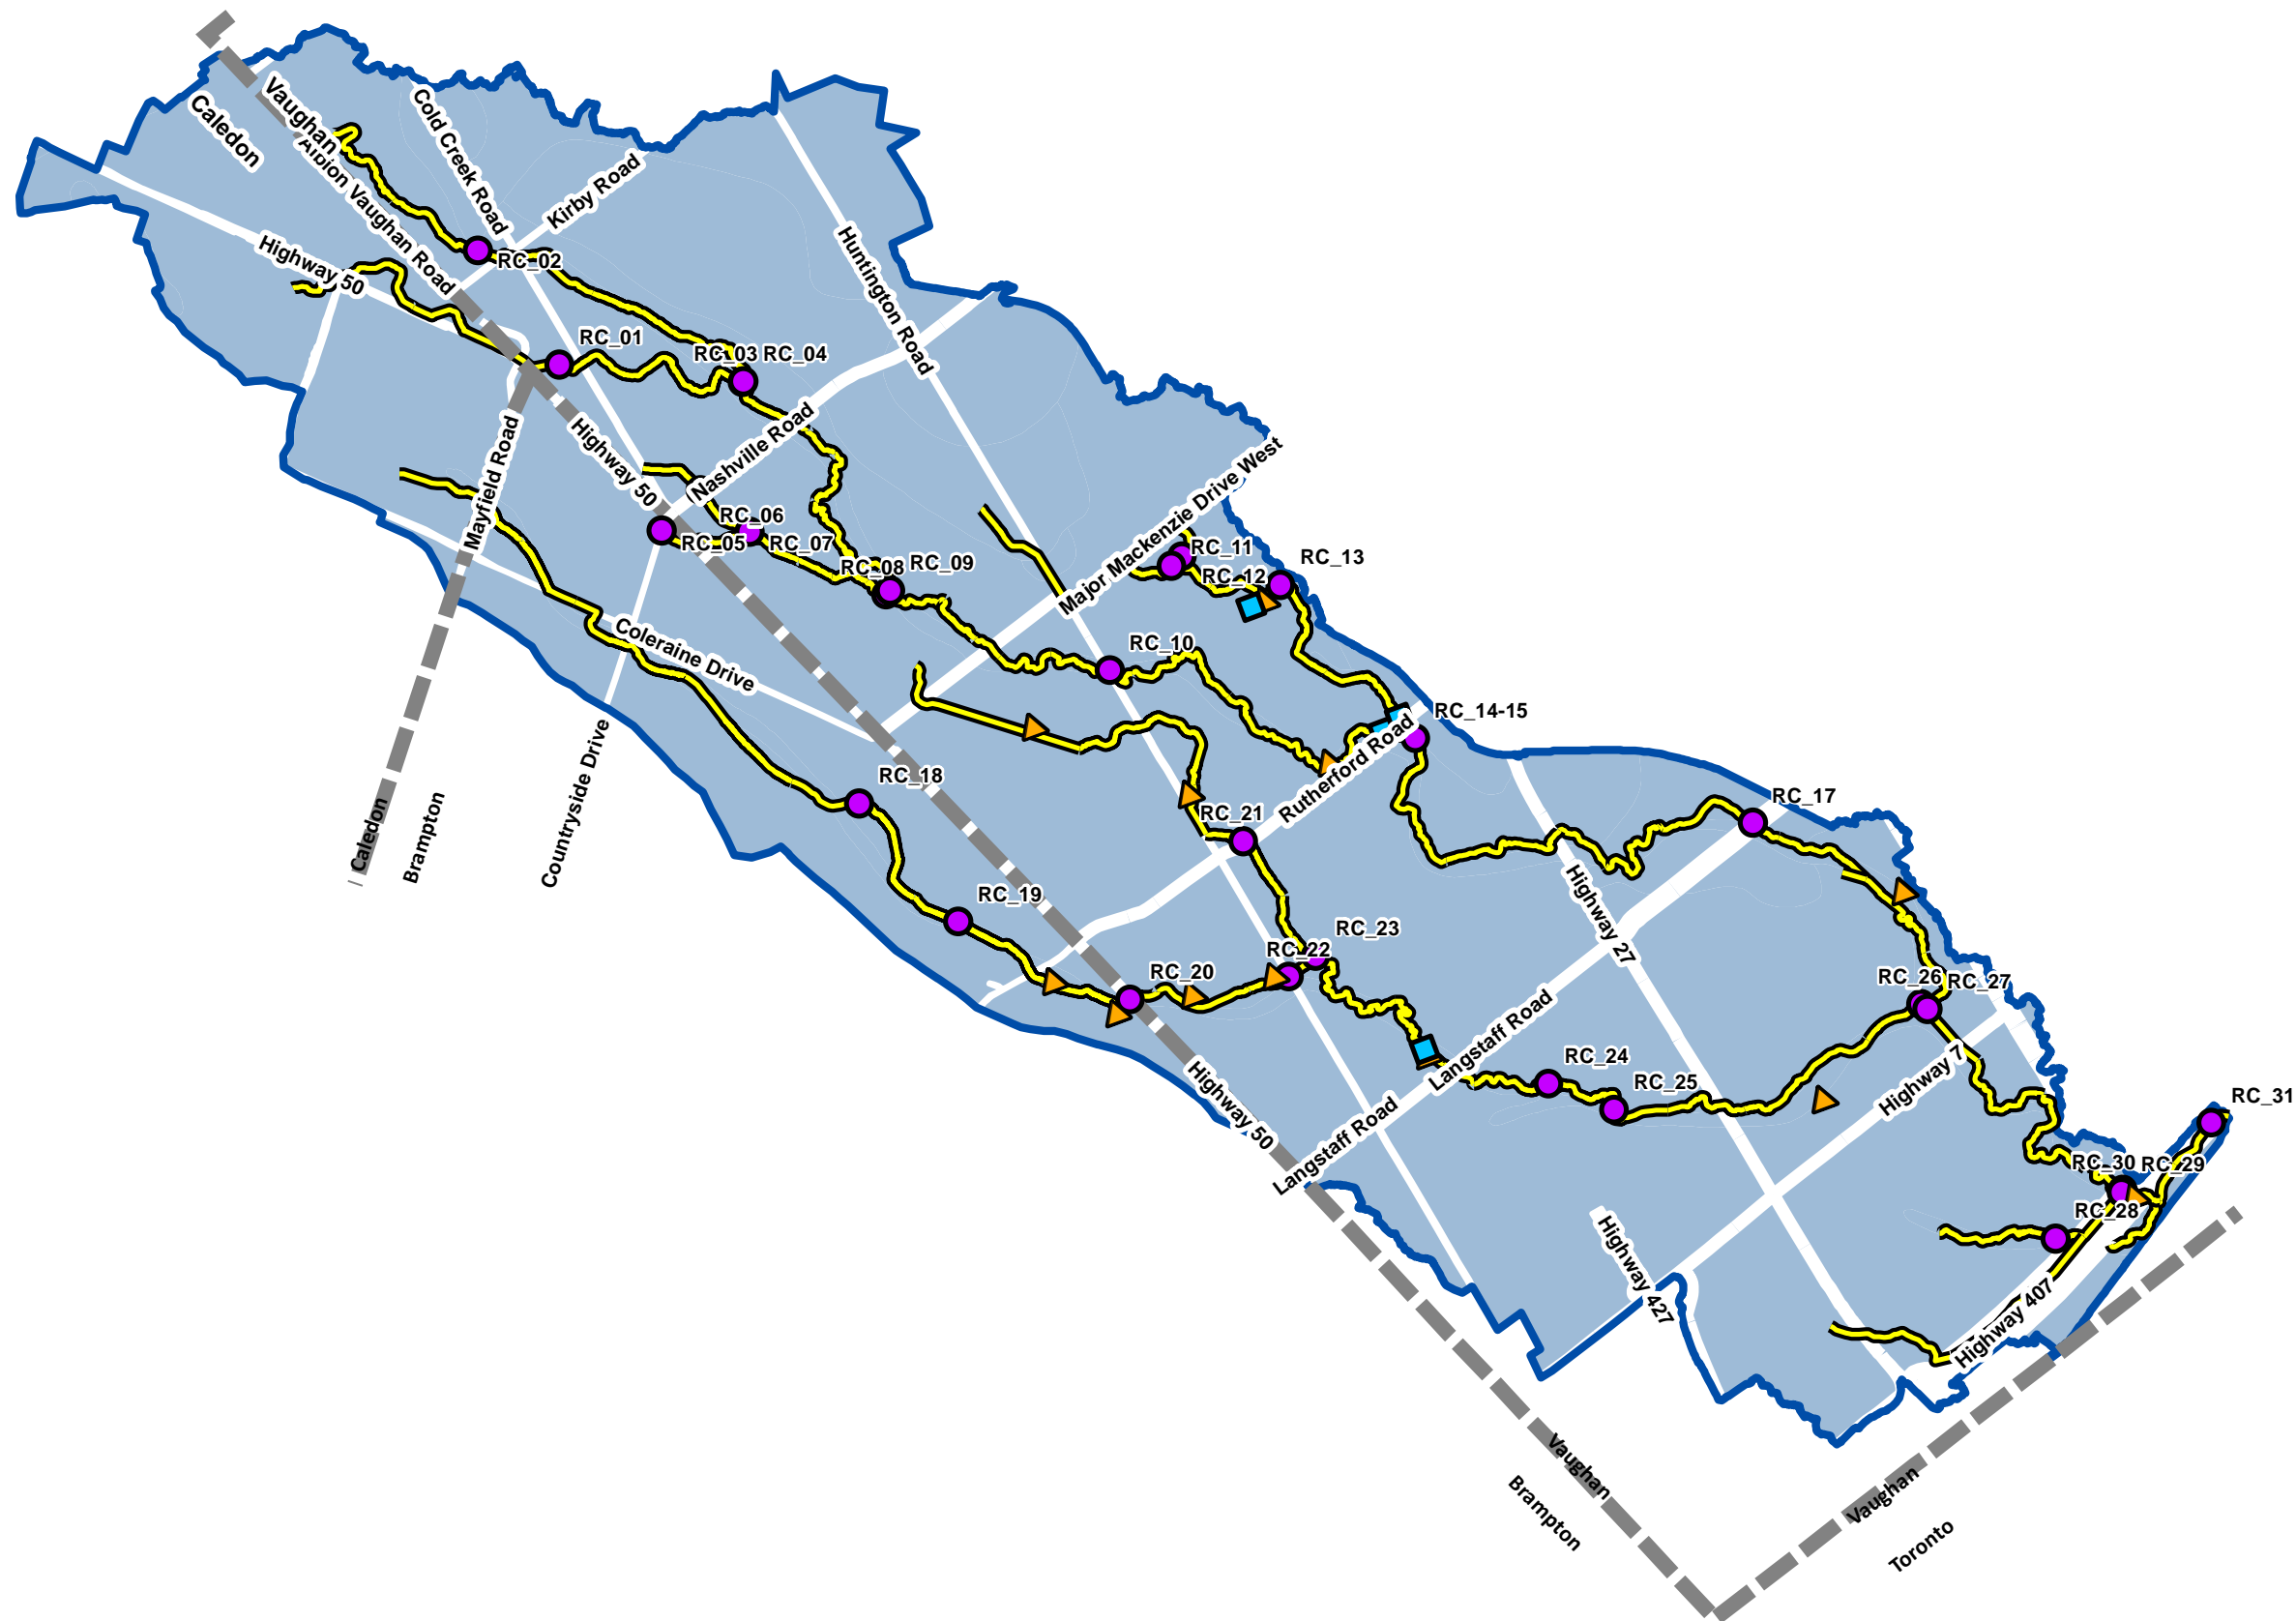 Vaughan
Caledon
Albion Vaughan Road
Cold Creek Road
Kirby Road
Highway 50
RC_02
Huntington Road
RC_01
RC_03
RC_04
Mayfield Road
Highway 50
Nashville Road
Major Mackenzie Drive West
RC_06
RC_05
RC_07
RC_08
RC_09
RC_11
RC_12
RC_13
Coleraine Drive
RC_10
Countryside Drive
RC_14-15
Rutherford Road
RC_18
RC_21
RC_17
Caledon
Brampton
RC_19
Highway 27
RC_23
RC_22
RC_20
RC_26
RC_27
Langstaff Road
RC_24
RC_25
Highway 7
Highway 50
Langstaff Road
RC_31
RC_30
RC_29
RC_28
Highway 427
Highway 407
Vaughan
Brampton
Vaughan
Toronto